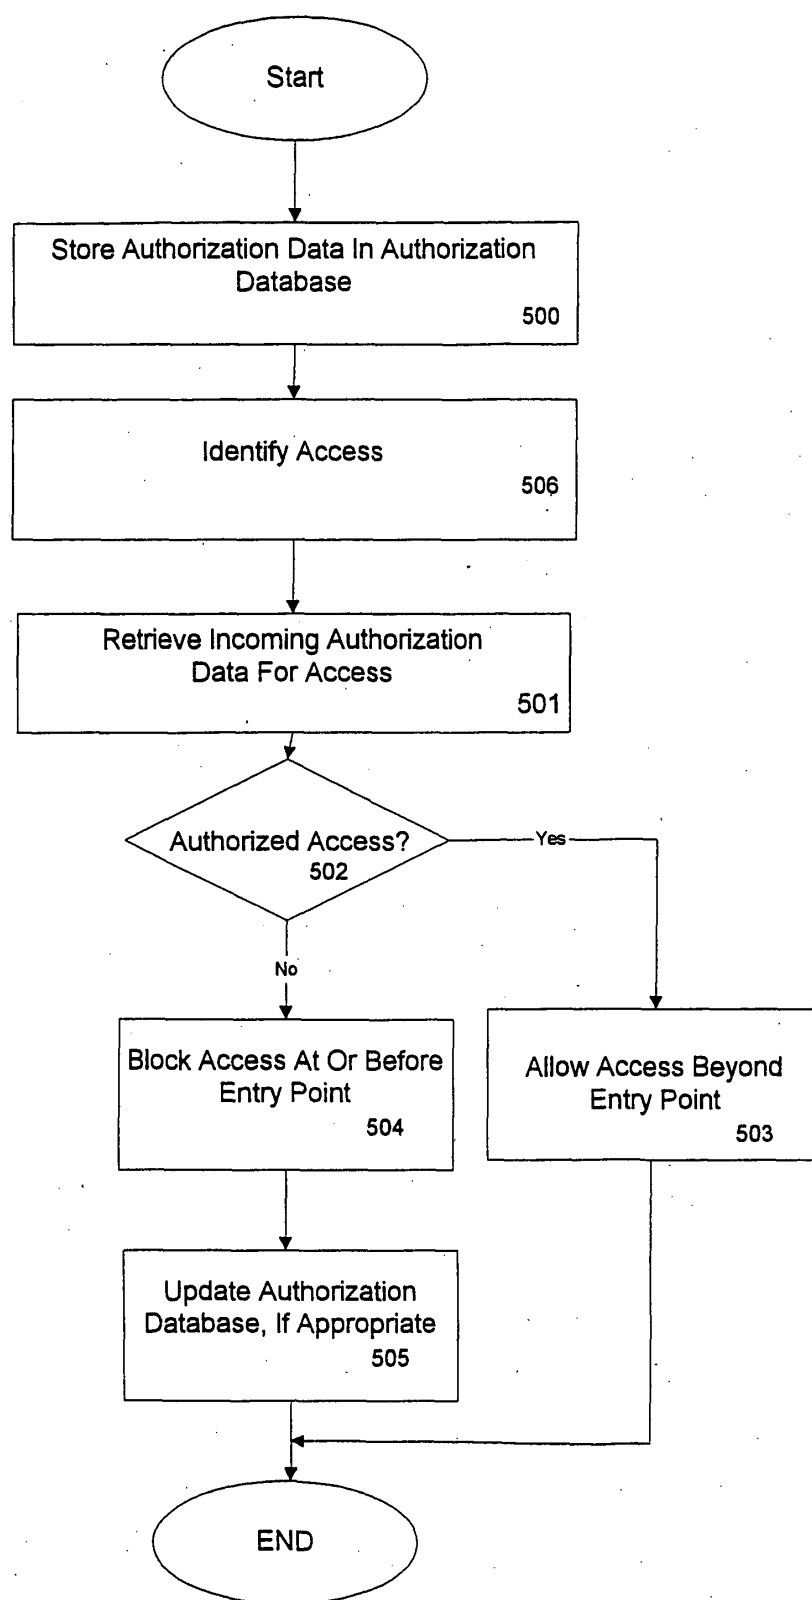 Start
Store Authorization Data In Authorization
Database
500
Identify Access
506
Retrieve Incoming Authorization
Data For Access
501
Authorized Access?
502
Yes
No
Block Access At Or Before
Entry Point
504
Allow Access Beyond
Entry Point
503
Update Authorization
Database, If Appropriate
505
END